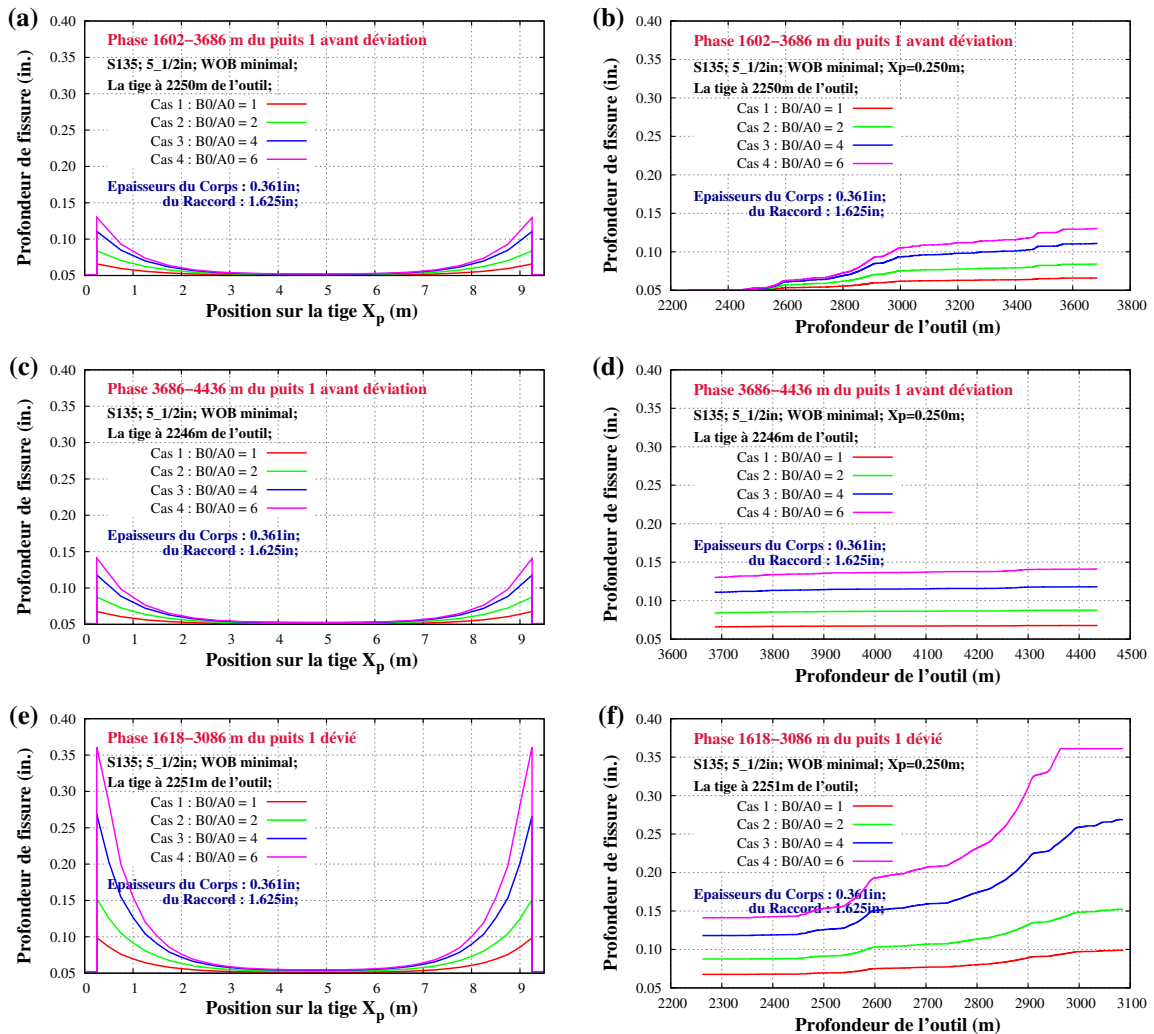 (a)
0.40
0.35
0.30
0.25
0.20
0.15
0.10
0.05
Profondeur de fissure (in.)
Phase 1602−3686 m du puits 1 avant déviation
S135; 5_1/2in; WOB minimal;
La tige à 2250m de l'outil;
Cas 1 : B0/A0 = 1
Cas 2 : B0/A0 = 2
Cas 3 : B0/A0 = 4
Cas 4 : B0/A0 = 6
Epaisseurs du Corps : 0.361in;
du Raccord : 1.625in;
0 1 2 3 4 5 6 7 8 9
Position sur la tige Xp (m)
(b)
0.40
0.35
0.30
0.25
0.20
0.15
0.10
0.05
Profondeur de fissure (in.)
Phase 1602−3686 m du puits 1 avant déviation
S135; 5_1/2in; WOB minimal; Xp=0.250m;
La tige à 2250m de l'outil;
Cas 1 : B0/A0 = 1
Cas 2 : B0/A0 = 2
Cas 3 : B0/A0 = 4
Cas 4 : B0/A0 = 6
Epaisseurs du Corps : 0.361in;
du Raccord : 1.625in;
2200 2400 2600 2800 3000 3200 3400 3600 3800
Profondeur de l'outil (m)
(c)
0.40
0.35
0.30
0.25
0.20
0.15
0.10
0.05
Profondeur de fissure (in.)
Phase 3686−4436 m du puits 1 avant déviation
S135; 5_1/2in; WOB minimal;
La tige à 2246m de l'outil;
Cas 1 : B0/A0 = 1
Cas 2 : B0/A0 = 2
Cas 3 : B0/A0 = 4
Cas 4 : B0/A0 = 6
Epaisseurs du Corps : 0.361in;
du Raccord : 1.625in;
0 1 2 3 4 5 6 7 8 9
Position sur la tige Xp (m)
(d)
0.40
0.35
0.30
0.25
0.20
0.15
0.10
0.05
Profondeur de fissure (in.)
Phase 3686−4436 m du puits 1 avant déviation
S135; 5_1/2in; WOB minimal; Xp=0.250m;
La tige à 2246m de l'outil;
Cas 1 : B0/A0 = 1
Cas 2 : B0/A0 = 2
Cas 3 : B0/A0 = 4
Cas 4 : B0/A0 = 6
Epaisseurs du Corps : 0.361in;
du Raccord : 1.625in;
3600 3700 3800 3900 4000 4100 4200 4300 4400 4500
Profondeur de l'outil (m)
(e)
0.40
0.35
0.30
0.25
0.20
0.15
0.10
0.05
Profondeur de fissure (in.)
Phase 1618−3086 m du puits 1 dévié
S135; 5_1/2in; WOB minimal;
La tige à 2251m de l'outil;
Cas 1 : B0/A0 = 1
Cas 2 : B0/A0 = 2
Cas 3 : B0/A0 = 4
Cas 4 : B0/A0 = 6
Epaisseurs du Corps : 0.361in;
du Raccord : 1.625in;
0 1 2 3 4 5 6 7 8 9
Position sur la tige Xp (m)
(f)
0.40
0.35
0.30
0.25
0.20
0.15
0.10
0.05
Profondeur de fissure (in.)
Phase 1618−3086 m du puits 1 dévié
S135; 5_1/2in; WOB minimal; Xp=0.250m;
La tige à 2251m de l'outil;
Cas 1 : B0/A0 = 1
Cas 2 : B0/A0 = 2
Cas 3 : B0/A0 = 4
Cas 4 : B0/A0 = 6
Epaisseurs du Corps : 0.361in;
du Raccord : 1.625in;
2200 2300 2400 2500 2600 2700 2800 2900 3000 3100
Profondeur de l'outil (m)